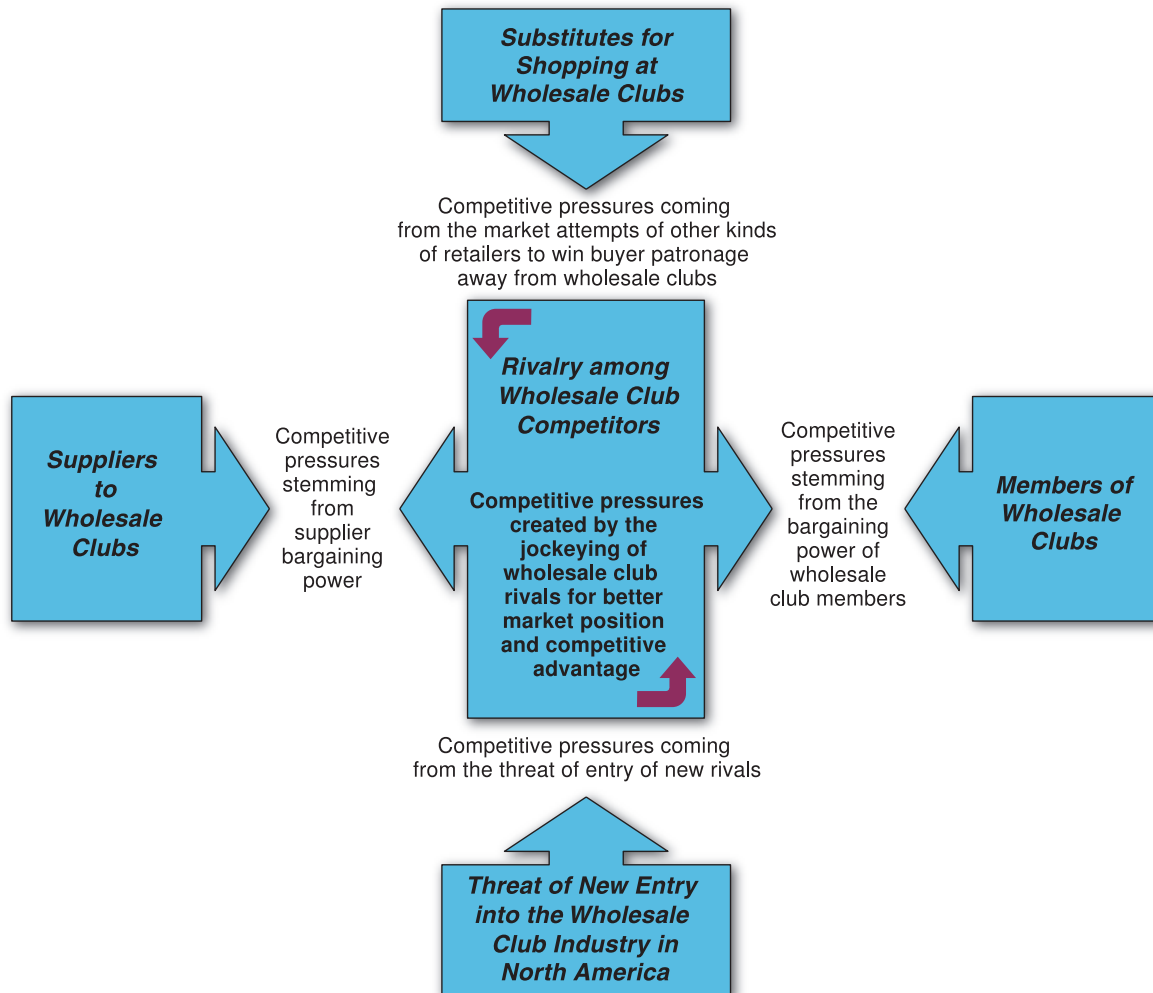 Substitutes for
Shopping at
Wholesale Clubs
Competitive pressures coming
from the market attempts of other kinds
of retailers to win buyer patronage
away from wholesale clubs
Suppliers
to
Wholesale
Clubs
Competitive
pressures
stemming
from
supplier
bargaining
power
Rivalry among
Wholesale Club
Competitors
Competitive pressures
created by the
jockeying of
wholesale club
rivals for better
market position
and competitive
advantage
Competitive
pressures
stemming
from the
bargaining
power of
wholesale
club members
Members of
Wholesale
Clubs
Competitive pressures coming
from the threat of entry of new rivals
Threat of New Entry
into the Wholesale
Club Industry in
North America